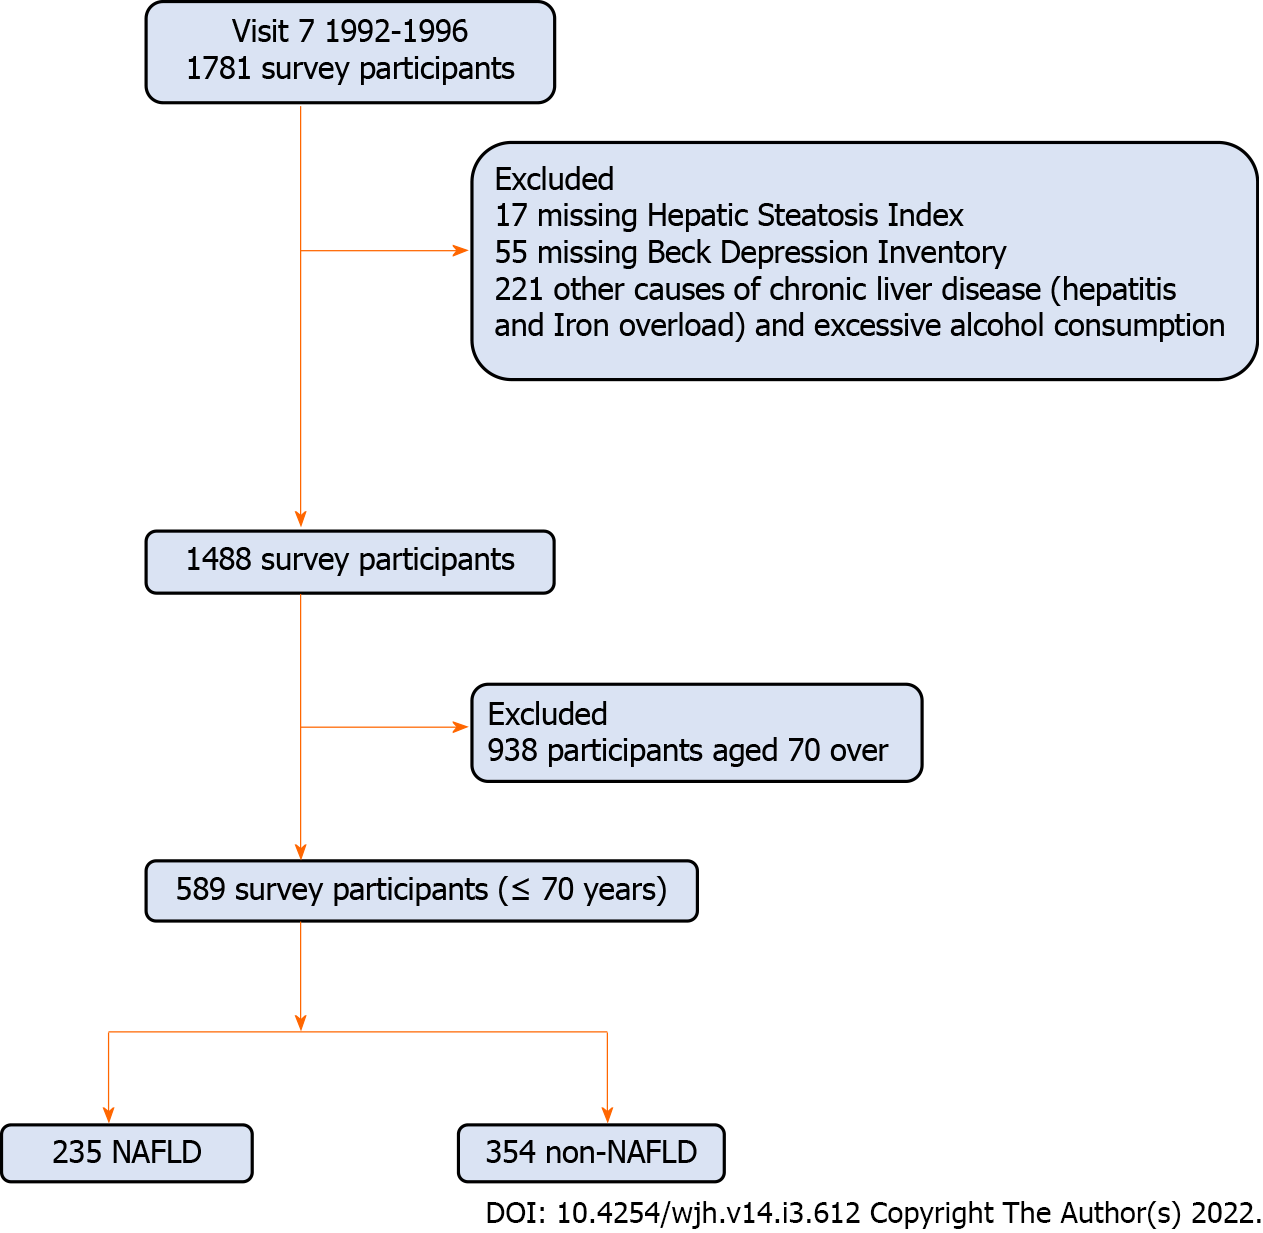 Visit 7 1992-1996
1781 survey participants
Excluded
17 missing Hepatic Steatosis Index
55 missing Beck Depression Inventory
221 other causes of chronic liver disease (hepatitis
and Iron overload) and excessive alcohol consumption
1488 survey participants
Excluded
938 participants aged 70 over
589 survey participants (≤ 70 years)
235 NAFLD
354 non-NAFLD
DOI: 10.4254/wjh.v14.i3.612 Copyright The Author(s) 2022.